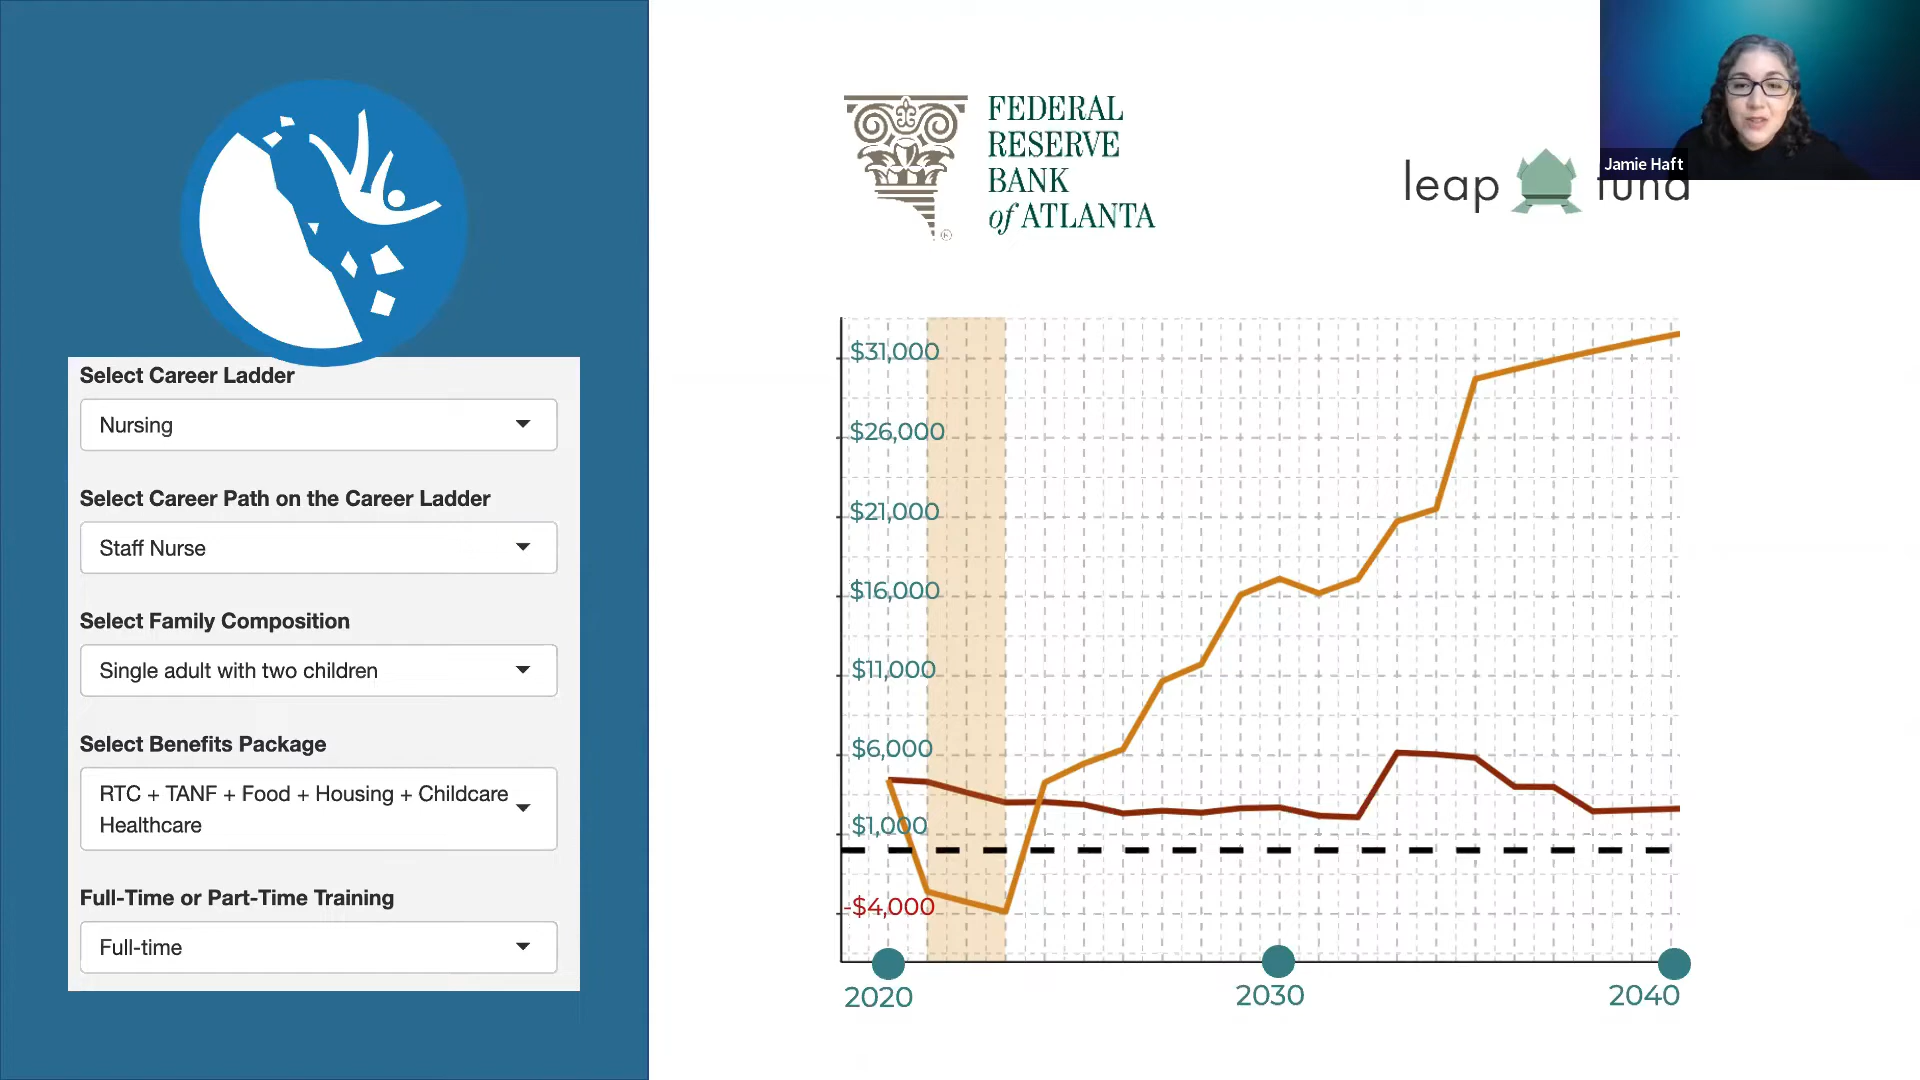 Select Career Ladder
Nursing
Select Career Path on the Career Ladder
Staff Nurse
Select Family Composition
Single adult with two children
Select Benefits Package
RTC + TANF + Food + Housing + Childcare
Healthcare
Full-Time or Part-Time Training
Full-time
FEDERAL
RESERVE
BANK
of ATLANTA
®
leap fund
Jamie Haft
$31,000
$26,000
$21,000
$16,000
$11,000
$6,000
$1,000
-$4,000
2020
2030
2040